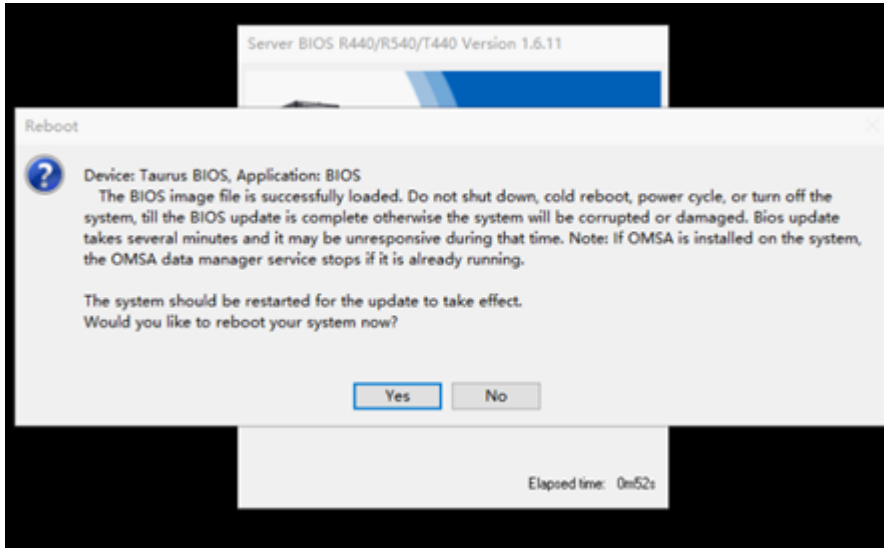 Server BIOS R440/R540/T440 Version 1.6.11
Reboot
Device: Taurus BIOS, Application: BIOS
The BIOS image file is successfully loaded. Do not shut down, cold reboot, power cycle, or turn off the
system, till the BIOS update is complete otherwise the system will be corrupted or damaged. Bios update
takes several minutes and it may be unresponsive during that time. Note: If OMSA is installed on the system,
the OMSA data manager service stops if it is already running.
The system should be restarted for the update to take effect.
Would you like to reboot your system now?
Yes
No
Elapsed time: 0m52s